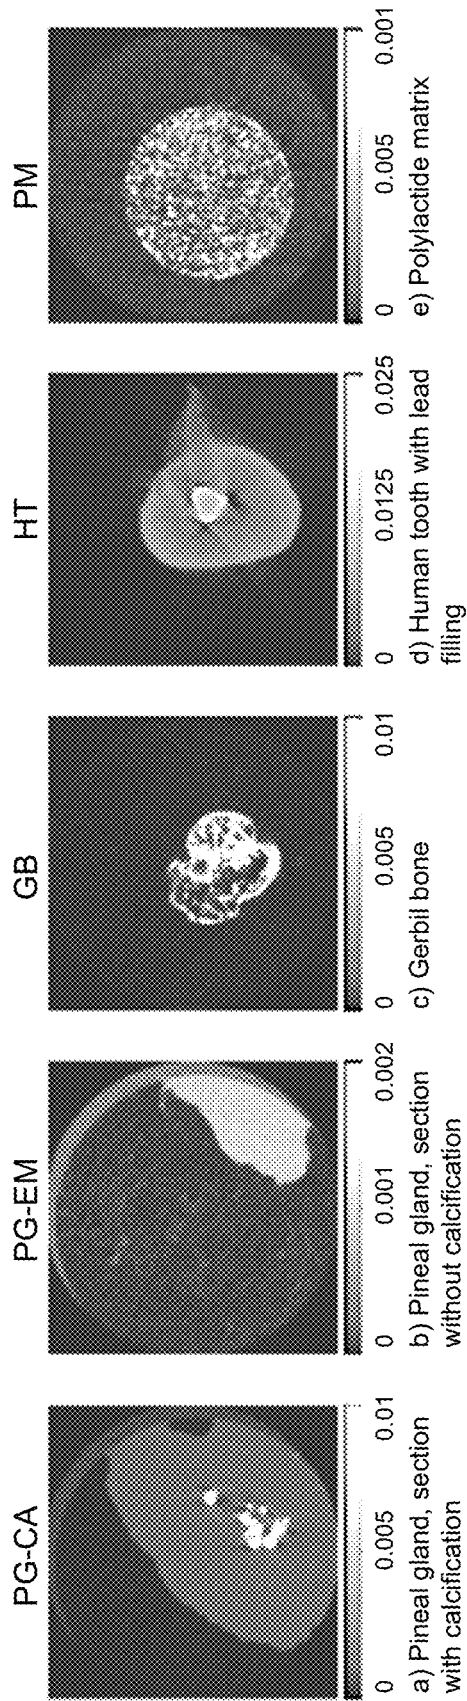 PG-CA
0 0.005 0.01
a) Pineal gland, section
with calcification
PG-EM
0 0.001 0.002
b) Pineal gland, section
without calcification
GB
0 0.005 0.01
c) Gerbil bone
HT
0 0.0125 0.025
d) Human tooth with lead
filling
PM
0 0.005 0.001
e) Polylactide matrix